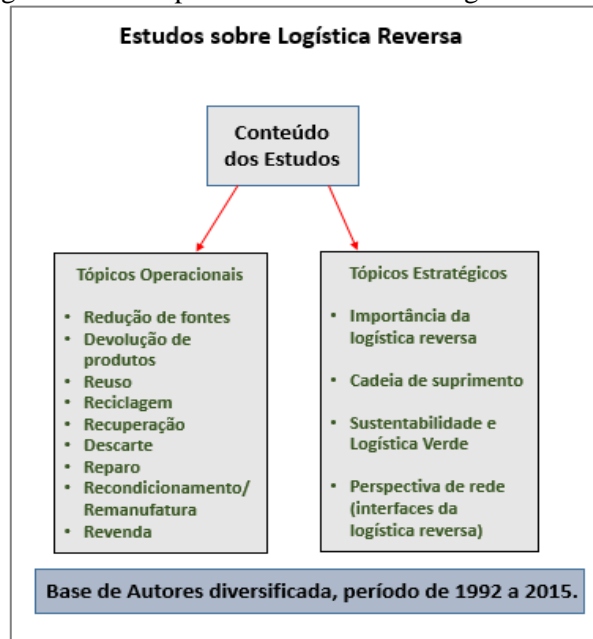 Estudos sobre Logística Reversa
Conteúdo
dos Estudos
Tópicos Operacionais
• Redução de fontes
• Devolução de
produtos
• Reuso
• Reciclagem
• Recuperação
• Descarte
• Reparo
• Recondicionamento/
Remanufatura
• Revenda
Tópicos Estratégicos
• Importância da
logística reversa
• Cadeia de suprimento
• Sustentabilidade e
Logística Verde
• Perspectiva de rede
(interfaces da
logística reversa)
Base de Autores diversificada, período de 1992 a 2015.